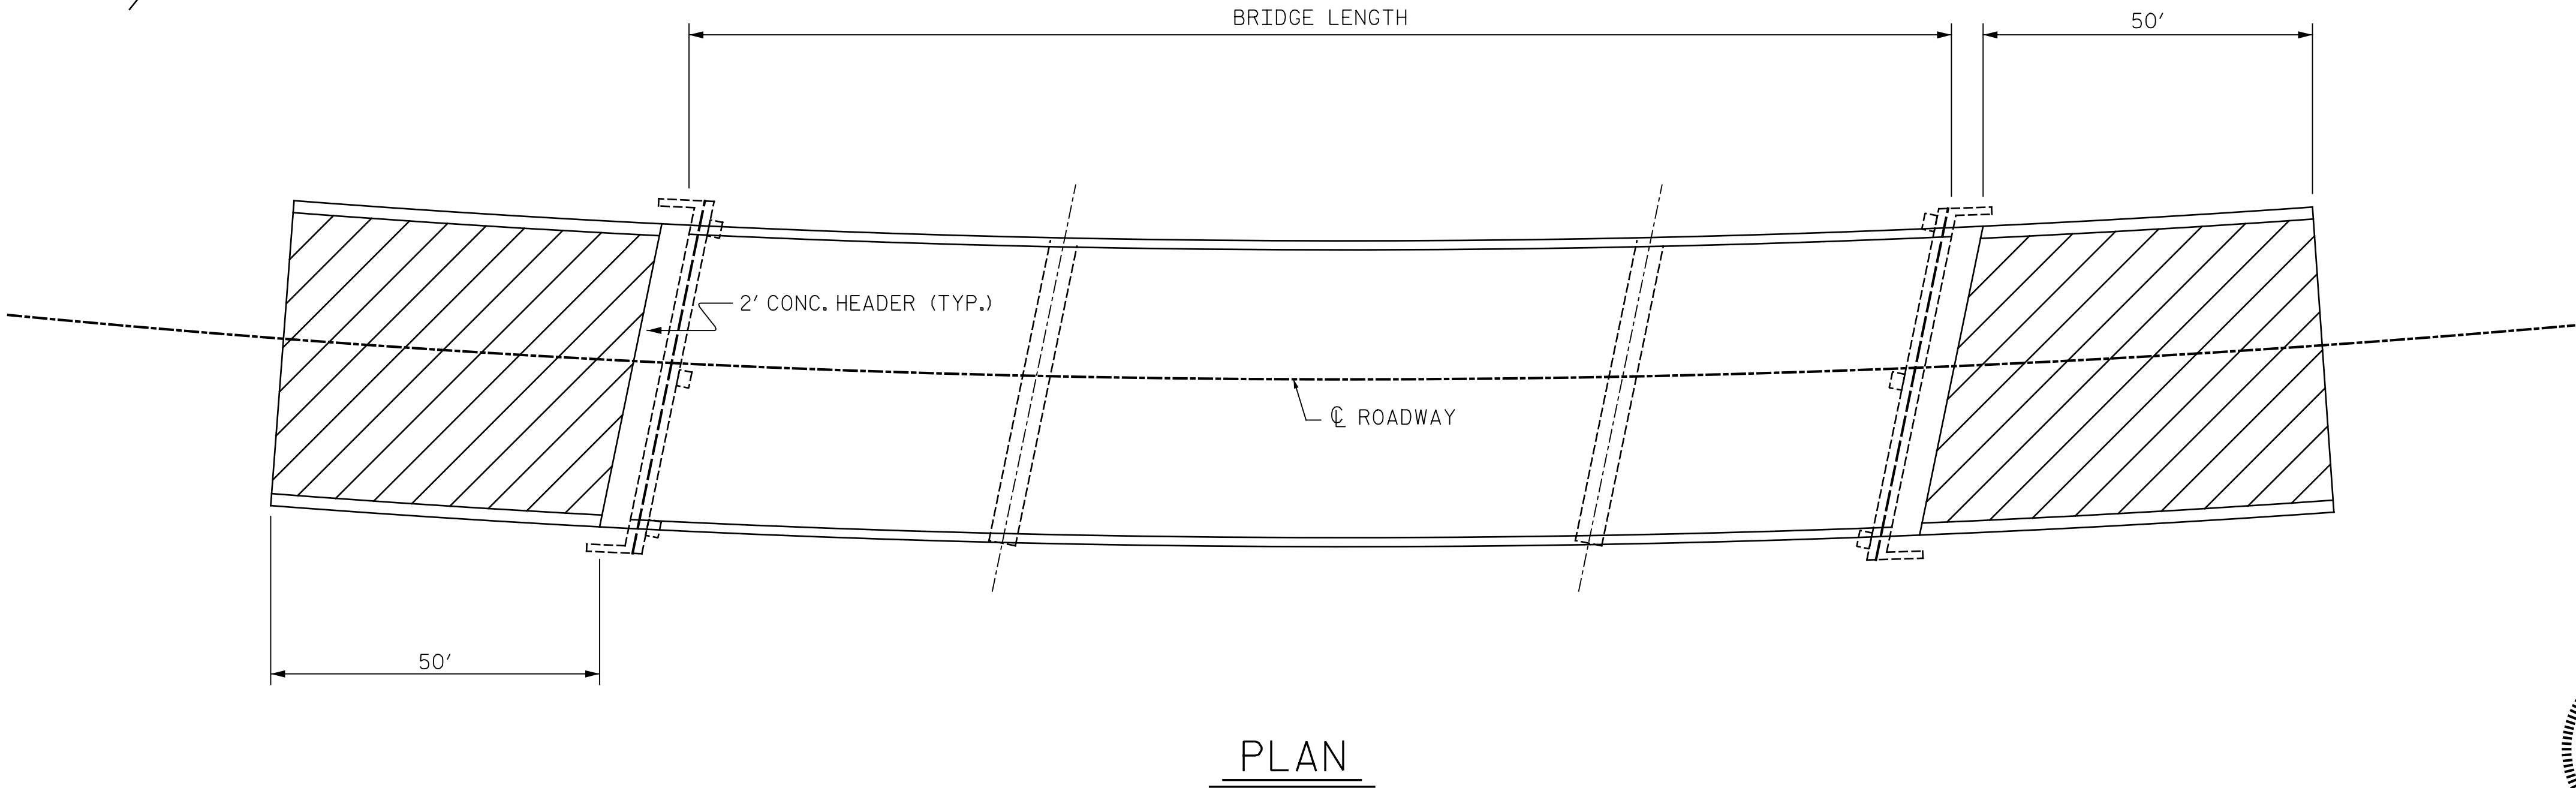 BRIDGE LENGTH
50'
2' CONC. HEADER (TYP.)
℄ ROADWAY
50'
PLAN